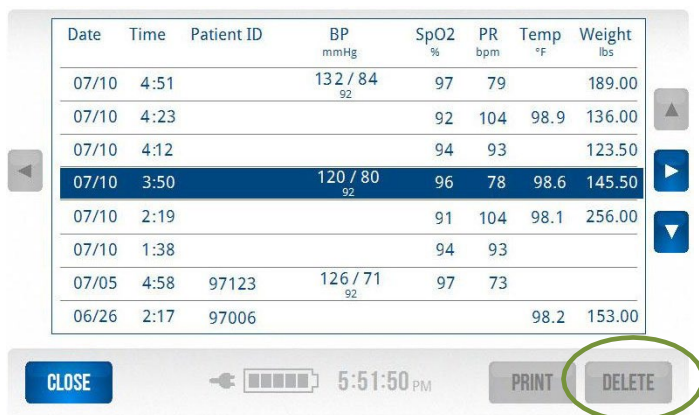 Date Time Patient ID BP SpO2 PR Temp Weight
mmHg % bpm °F lbs
07/10 4:51 132 / 84 97 79 189.00
92
07/10 4:23 92 104 98.9 136.00
07/10 4:12 94 93 123.50
07/10 3:50 120 / 80 96 78 98.6 145.50
92
07/10 2:19 91 104 98.1 256.00
07/10 1:38 94 93
07/05 4:58 97123 126 / 71 97 73
92
06/26 2:17 97006 98.2 153.00
CLOSE 5:51:50 PM PRINT DELETE